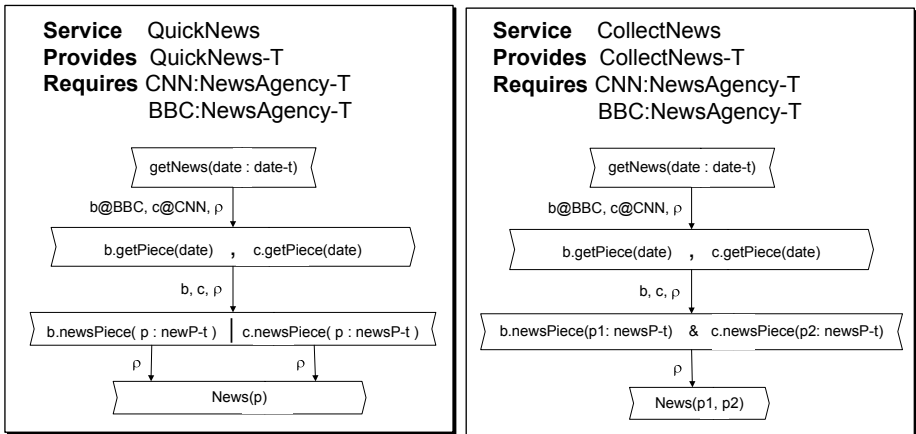 Service QuickNews
Provides QuickNews-T
Requires CNN:NewsAgency-T
BBC:NewsAgency-T
getNews(date : date-t)
b@BBC, c@CNN, ρ
b.getPiece(date) , c.getPiece(date)
b, c, ρ
b.newsPiece( p : newP-t ) | c.newsPiece( p : newsP-t )
ρ ρ
News(p)
Service CollectNews
Provides CollectNews-T
Requires CNN:NewsAgency-T
BBC:NewsAgency-T
getNews(date : date-t)
b@BBC, c@CNN, ρ
b.getPiece(date) , c.getPiece(date)
b, c, ρ
b.newsPiece(p1: newsP-t) & c.newsPiece(p2: newsP-t)
ρ
News(p1, p2)